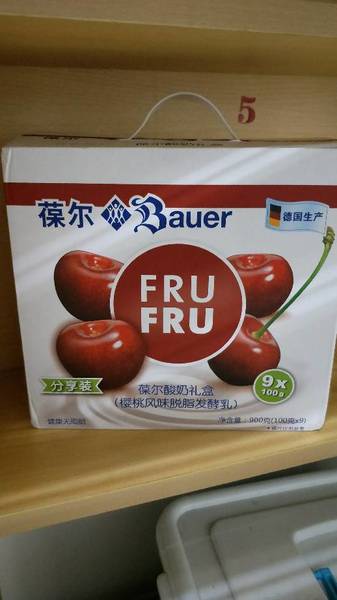 5
葆尔 Bauer
德国生产
FRU
FRU
分享装
9x
100g
葆尔酸奶礼盒
(樱桃风味脱脂发酵乳)
净含量: 900克(100克x9)